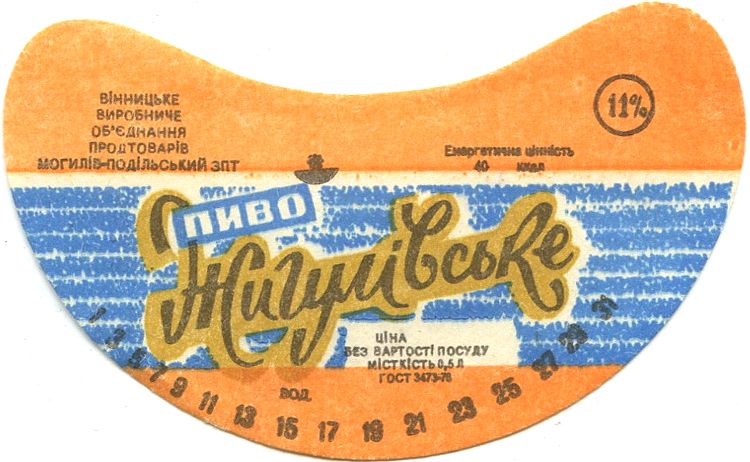 ВІННИЦЬКЕ
ВИРОБНИЧЕ
ОБ'ЄДНАННЯ
ПРОДТОВАРІВ
МОГИЛІВ-ПОДІЛЬСЬКИЙ ЗПТ
11%
Енергетична цінність
40 ккал
ПИВО
Жигулівське
ЦІНА
БЕЗ ВАРТОСТІ ПОСУДУ
МІСТКІСТЬ 0,5 л
ГОСТ 3473-78
ВОД
1 3 5 7 9 11 13 15 17 19 21 23 25 27 29 31